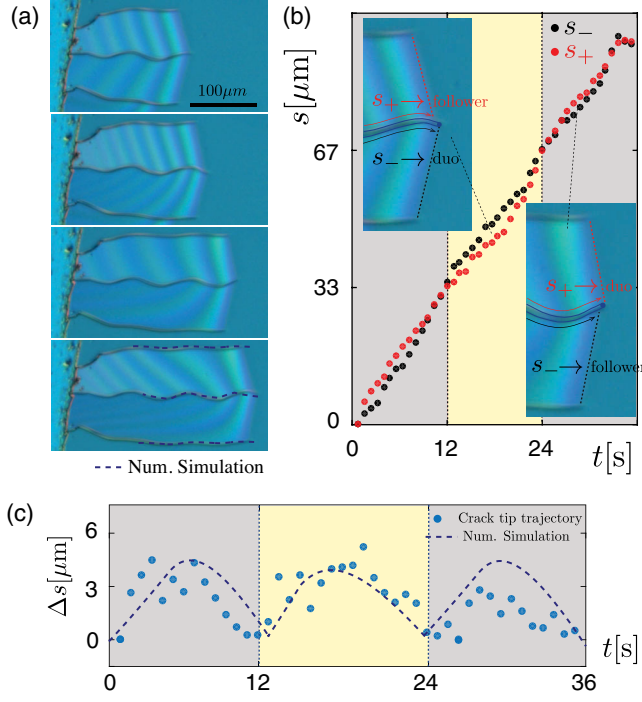 (a)
100μm
Num. Simulation
(b)
s[μm]
67
33
0
s₋
s₊
s₊→follower
s₋→duo
s₊→duo
s₋→follower
0
12
24
t[s]
(c)
Δs[μm]
6
3
0
Crack tip trajectory
Num. Simulation
0
12
24
36
t[s]